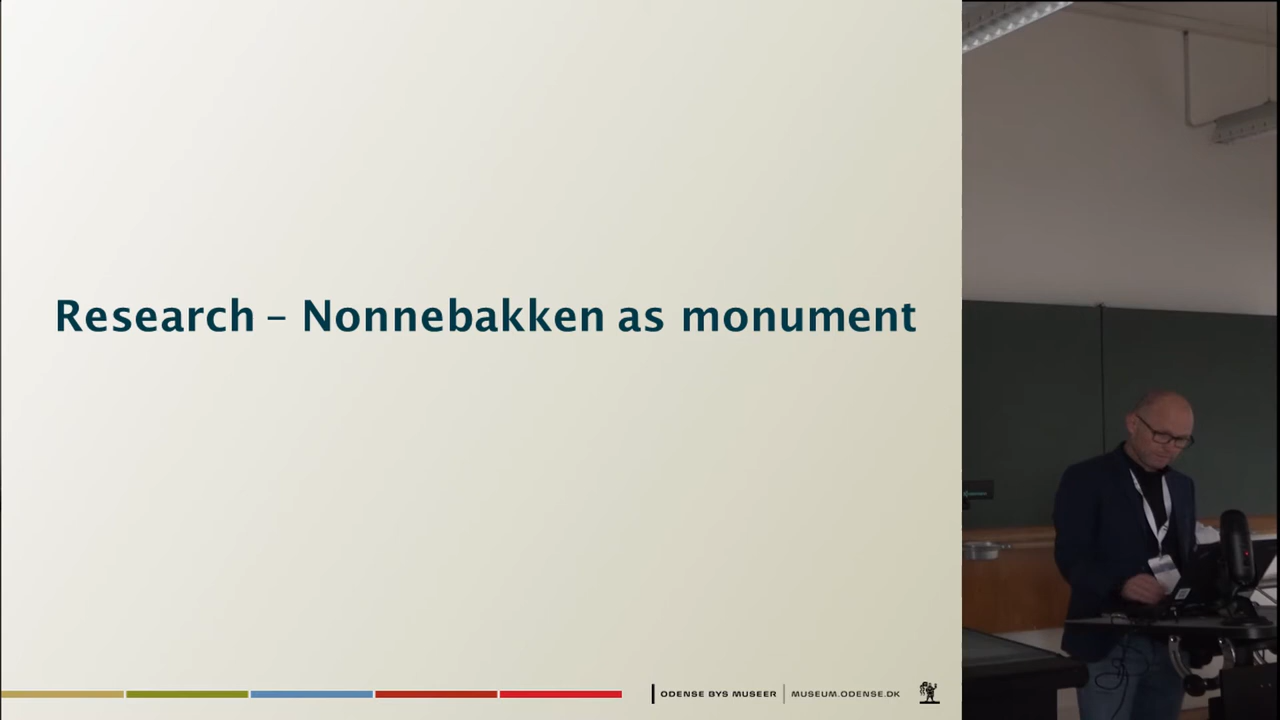 Research – Nonnebakken as monument
ODENSE BYS MUSEER | MUSEUM.ODENSE.DK